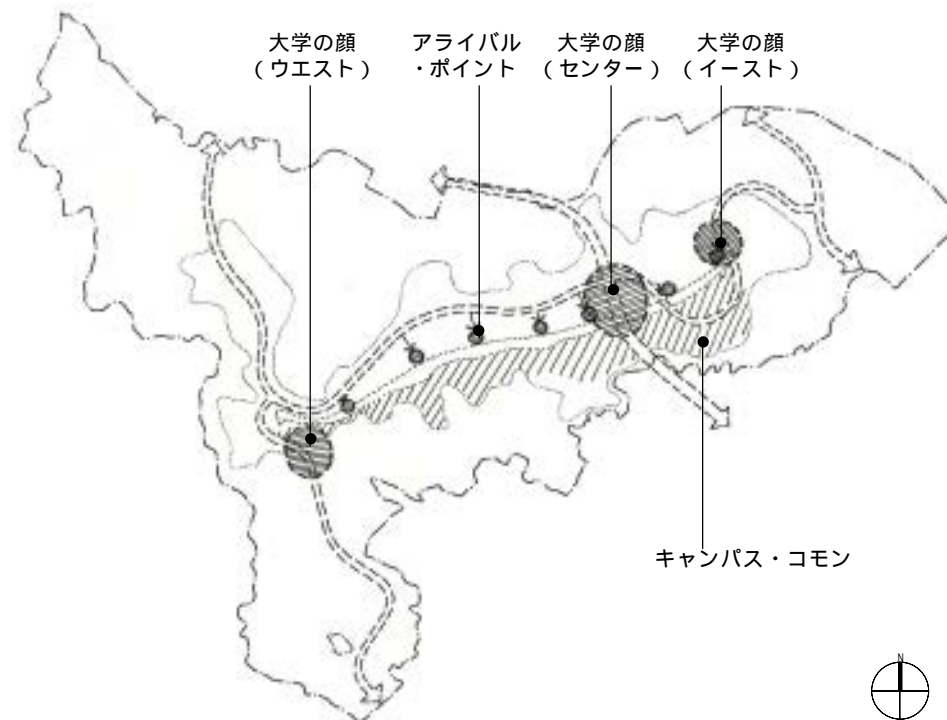 大学の顔
（ウエスト）
アライバル
・ポイント
大学の顔
（センター）
大学の顔
（イースト）
キャンパス・コモン
N